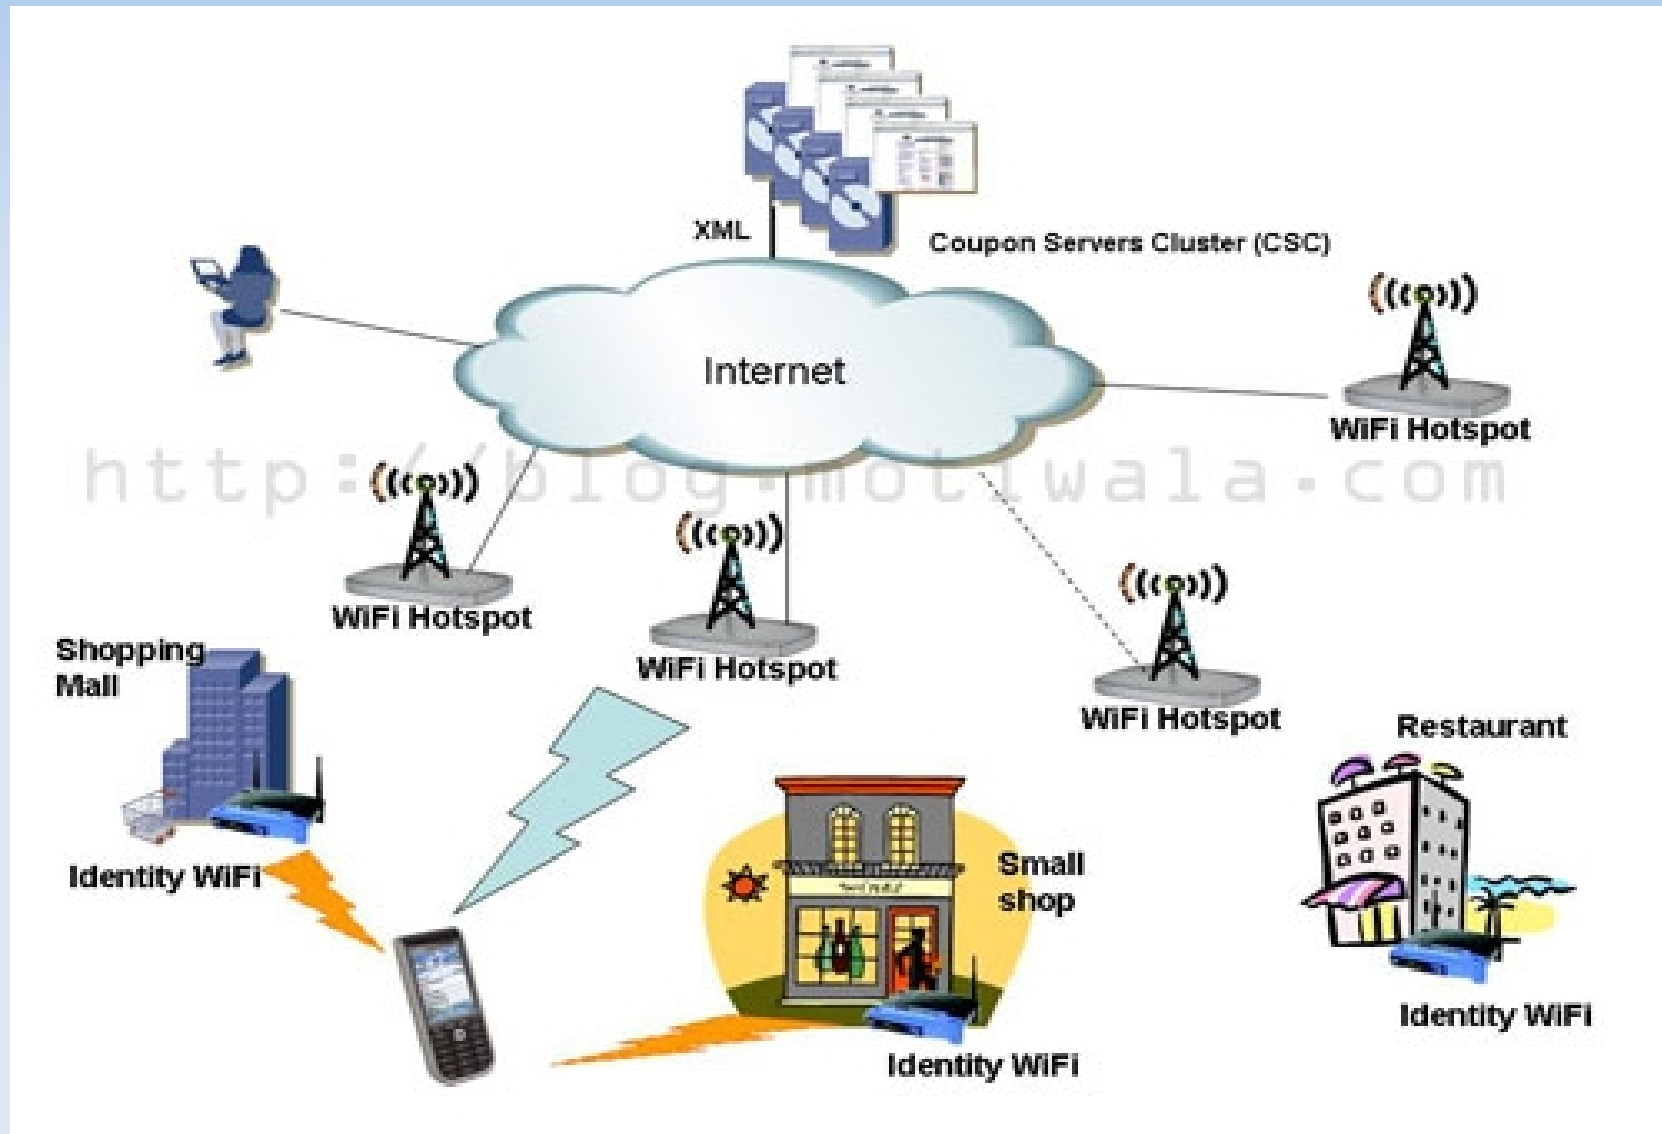 XML
Coupon Servers Cluster (CSC)
Internet
WiFi Hotspot
http://blog.motiwala.com
WiFi Hotspot
WiFi Hotspot
WiFi Hotspot
Shopping
Mall
Restaurant
Identity WiFi
Small
shop
Identity WiFi
Identity WiFi